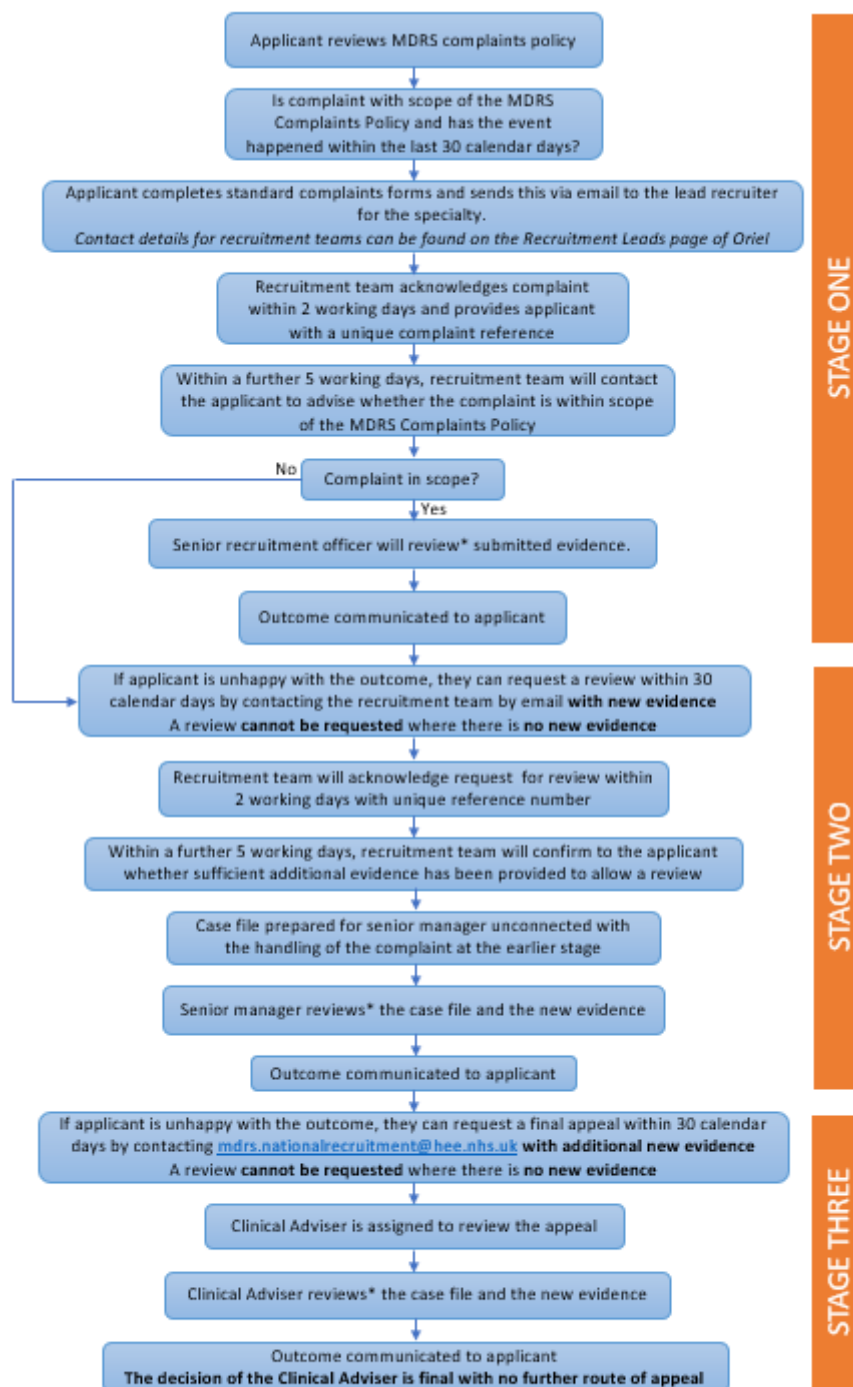 Applicant reviews MDRS complaints policy
Is complaint with scope of the MDRS
Complaints Policy and has the event
happened within the last 30 calendar days?
Applicant completes standard complaints forms and sends this via email to the lead recruiter
for the specialty.
Contact details for recruitment teams can be found on the Recruitment Leads page of Oriel
Recruitment team acknowledges complaint
within 2 working days and provides applicant
with a unique complaint reference
Within a further 5 working days, recruitment team will contact
the applicant to advise whether the complaint is within scope
of the MDRS Complaints Policy
No
Complaint in scope?
Yes
Senior recruitment officer will review* submitted evidence.
Outcome communicated to applicant
STAGE ONE
If applicant is unhappy with the outcome, they can request a review within 30
calendar days by contacting the recruitment team by email with new evidence
A review cannot be requested where there is no new evidence
Recruitment team will acknowledge request for review within
2 working days with unique reference number
Within a further 5 working days, recruitment team will confirm to the applicant
whether sufficient additional evidence has been provided to allow a review
Case file prepared for senior manager unconnected with
the handling of the complaint at the earlier stage
Senior manager reviews* the case file and the new evidence
Outcome communicated to applicant
STAGE TWO
If applicant is unhappy with the outcome, they can request a final appeal within 30 calendar
days by contacting mdrs.nationalrecruitment@hee.nhs.uk with additional new evidence
A review cannot be requested where there is no new evidence
Clinical Adviser is assigned to review the appeal
Clinical Adviser reviews* the case file and the new evidence
Outcome communicated to applicant
The decision of the Clinical Adviser is final with no further route of appeal
STAGE THREE